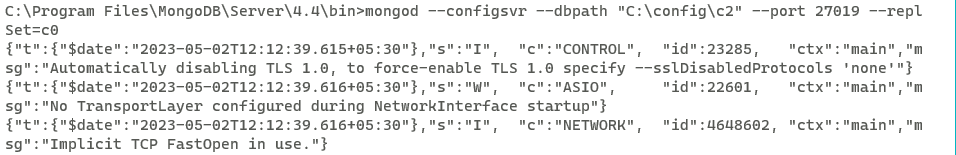 C:\Program Files\MongoDB\Server\4.4\bin>mongod --configsvr --dbpath "C:\config\c2" --port 27019 --repl
Set=c0
{"t":{"$date":"2023-05-02T12:12:39.615+05:30"},"s":"I",  "c":"CONTROL",  "id":23285,   "ctx":"main","m
sg":"Automatically disabling TLS 1.0, to force-enable TLS 1.0 specify --sslDisabledProtocols 'none'"}
{"t":{"$date":"2023-05-02T12:12:39.616+05:30"},"s":"W",  "c":"ASIO",     "id":22601,   "ctx":"main","m
sg":"No TransportLayer configured during NetworkInterface startup"}
{"t":{"$date":"2023-05-02T12:12:39.616+05:30"},"s":"I",  "c":"NETWORK",  "id":4648602, "ctx":"main","m
sg":"Implicit TCP FastOpen in use."}